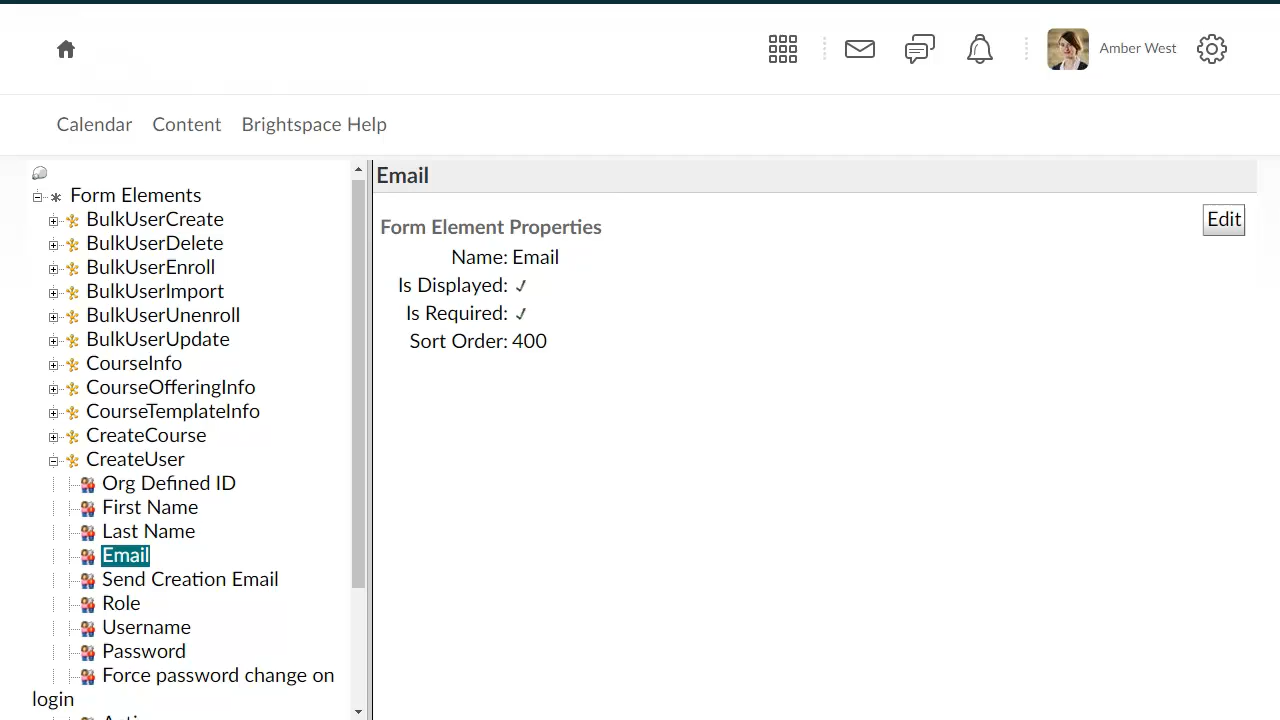 Amber West
Calendar Content Brightspace Help
Form Elements
BulkUserCreate
BulkUserDelete
BulkUserEnroll
BulkUserImport
BulkUserUnenroll
BulkUserUpdate
CourseInfo
CourseOfferingInfo
CourseTemplateInfo
CreateCourse
CreateUser
Org Defined ID
First Name
Last Name
Email
Send Creation Email
Role
Username
Password
Force password change on
login
Email
Form Element Properties
Edit
Name: Email
Is Displayed: ✓
Is Required: ✓
Sort Order: 400